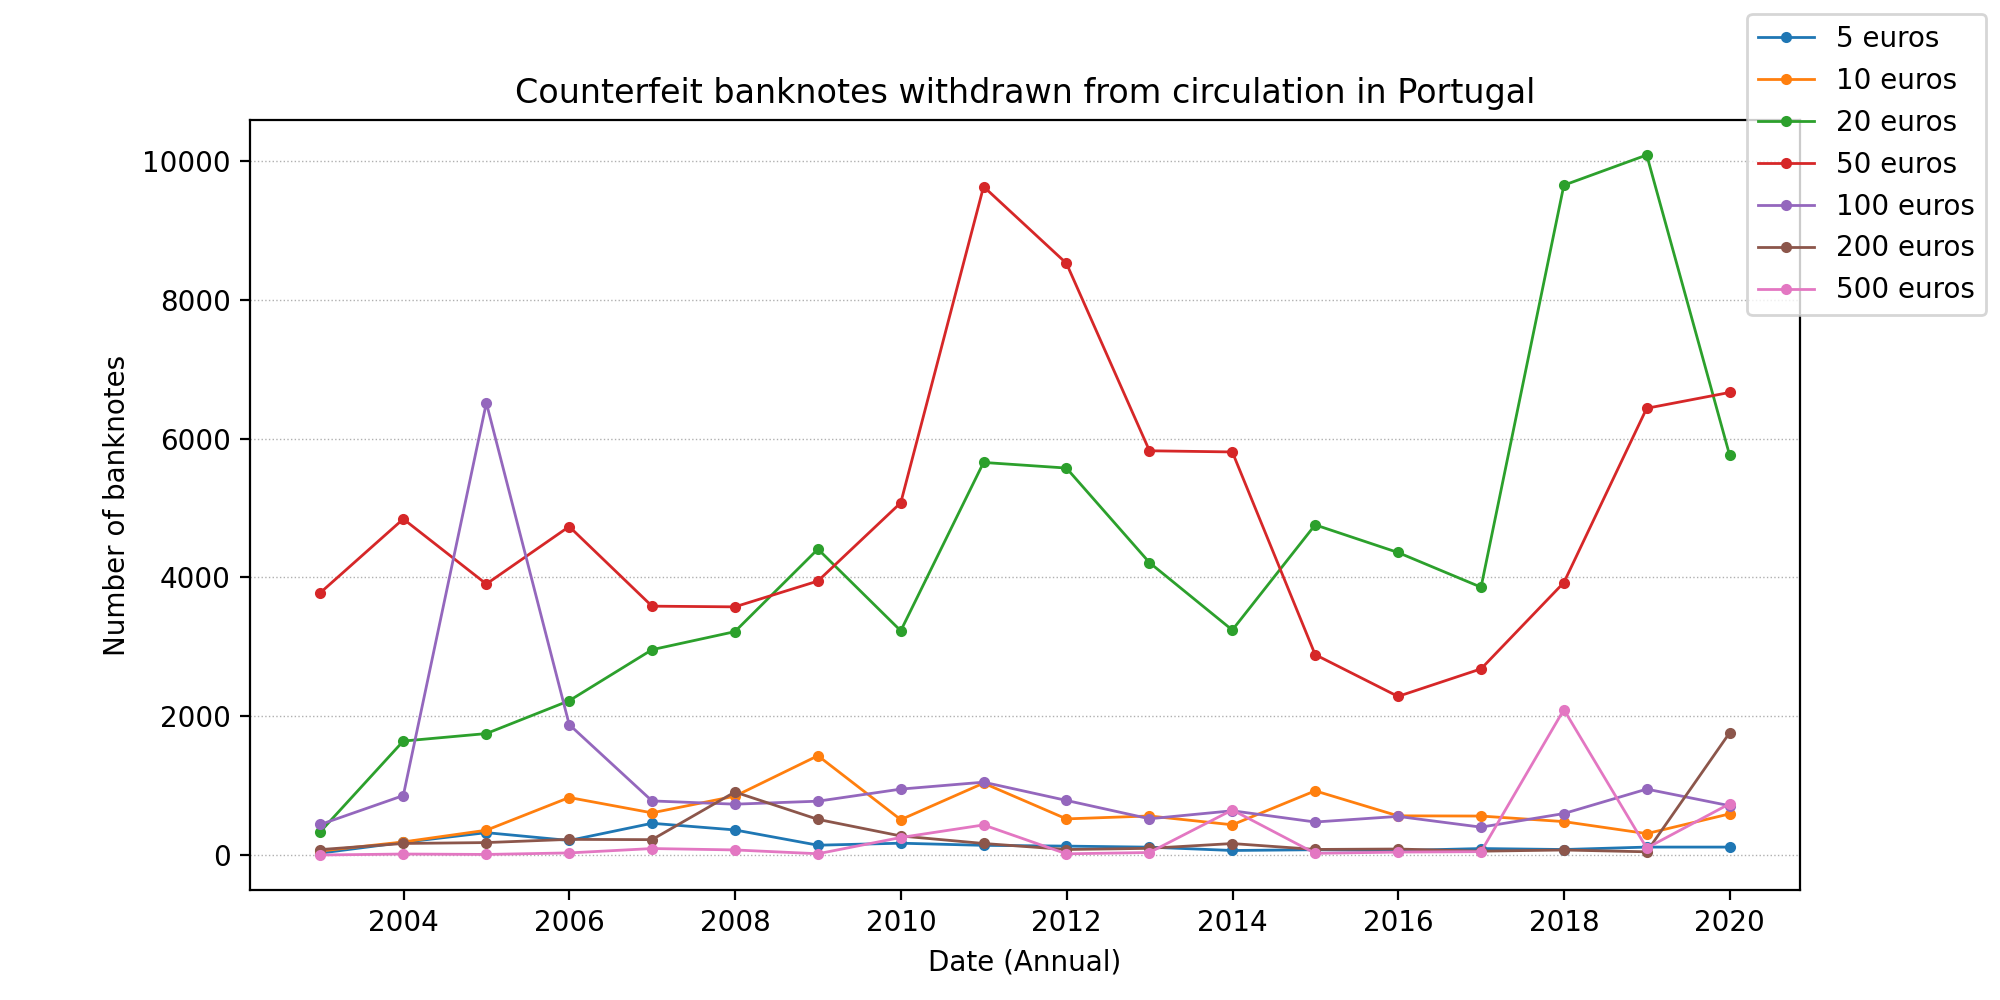 Counterfeit banknotes withdrawn from circulation in Portugal
5 euros
10 euros
20 euros
50 euros
100 euros
200 euros
500 euros
Number of banknotes
10000
8000
6000
4000
2000
0
2004 2006 2008 2010 2012 2014 2016 2018 2020
Date (Annual)